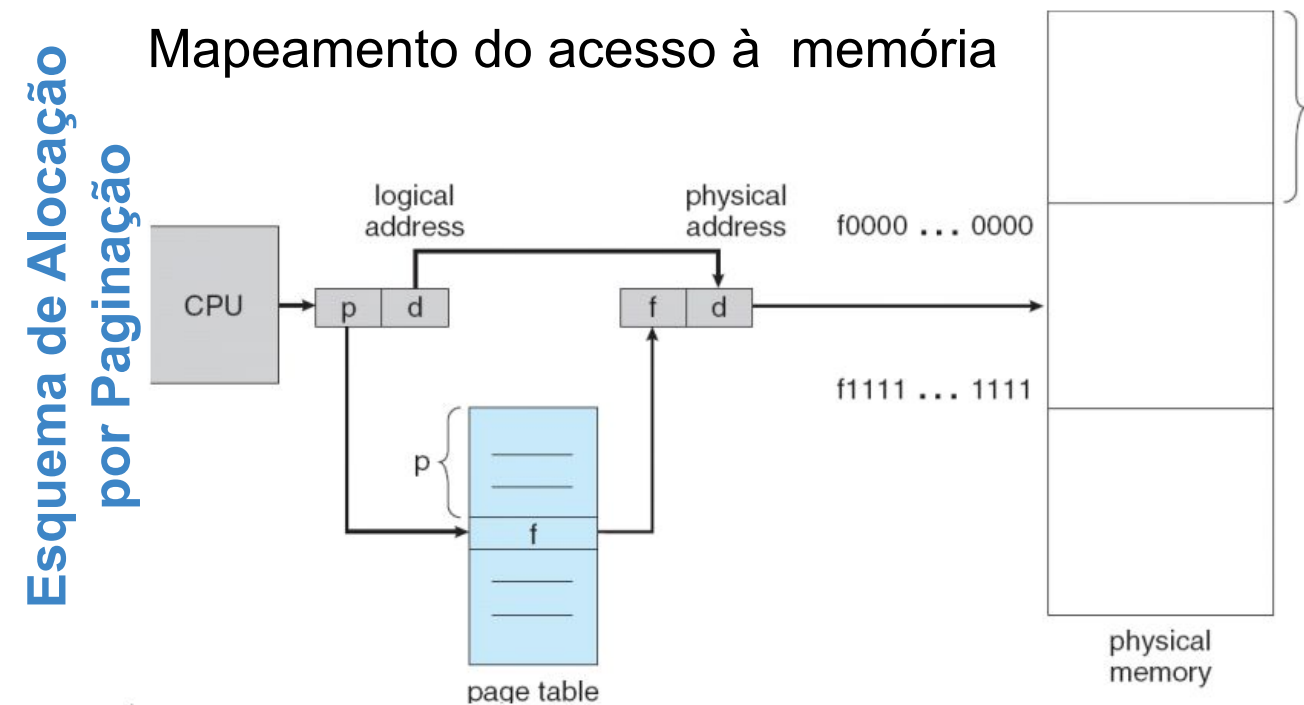 Esquema de Alocação
por Paginação
Mapeamento do acesso à memória
logical
address
physical
address
f0000 ... 0000
CPU
p
d
f
d
f1111 ... 1111
p
f
page table
physical
memory